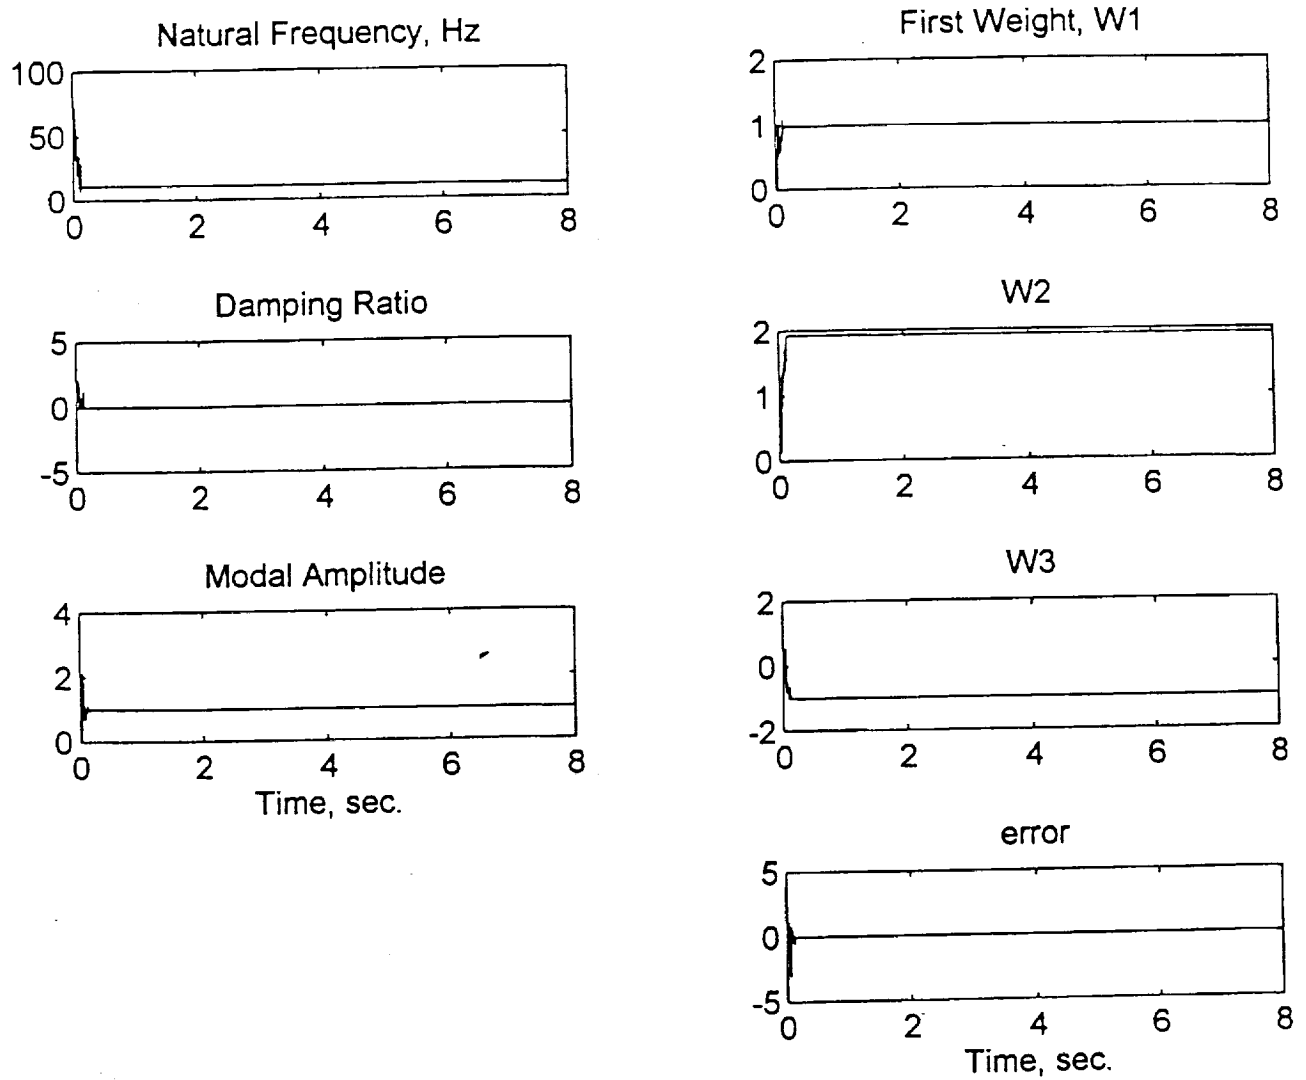 Natural Frequency, Hz
100
50
0
0 2 4 6 8
Damping Ratio
5
0
-5
0 2 4 6 8
Modal Amplitude
4
2
0
0 2 4 6 8
Time, sec.
First Weight, W1
2
1
0
0 2 4 6 8
W2
2
1
0
0 2 4 6 8
W3
2
0
-2
0 2 4 6 8
error
5
0
-5
0 2 4 6 8
Time, sec.